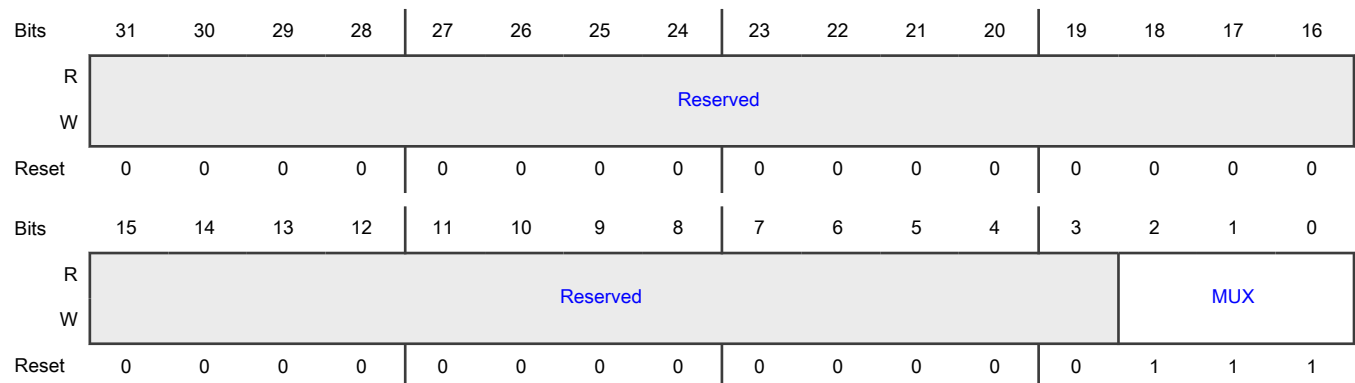 Bits 31 30 29 28 27 26 25 24 23 22 21 20 19 18 17 16
R
Reserved
W
Reset 0 0 0 0 0 0 0 0 0 0 0 0 0 0 0 0
Bits 15 14 13 12 11 10 9 8 7 6 5 4 3 2 1 0
R
Reserved MUX
W
Reset 0 0 0 0 0 0 0 0 0 0 0 0 0 1 1 1